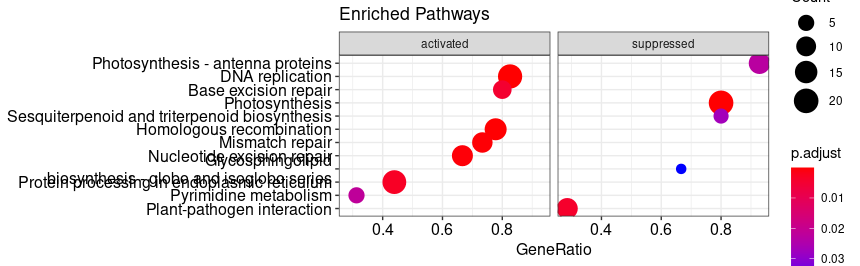 Enriched Pathways
Count
activated
suppressed
Photosynthesis - antenna proteins
DNA replication
Base excision repair
Photosynthesis
Sesquiterpenoid and triterpenoid biosynthesis
Homologous recombination
Mismatch repair
Nucleotide excision repair
Glycosphingolipid
biosynthesis - globo and isoglobo series
Protein processing in endoplasmic reticulum
Pyrimidine metabolism
Plant-pathogen interaction
0.4
0.6
0.8
0.4
0.6
0.8
GeneRatio
5
10
15
20
p.adjust
0.01
0.02
0.03